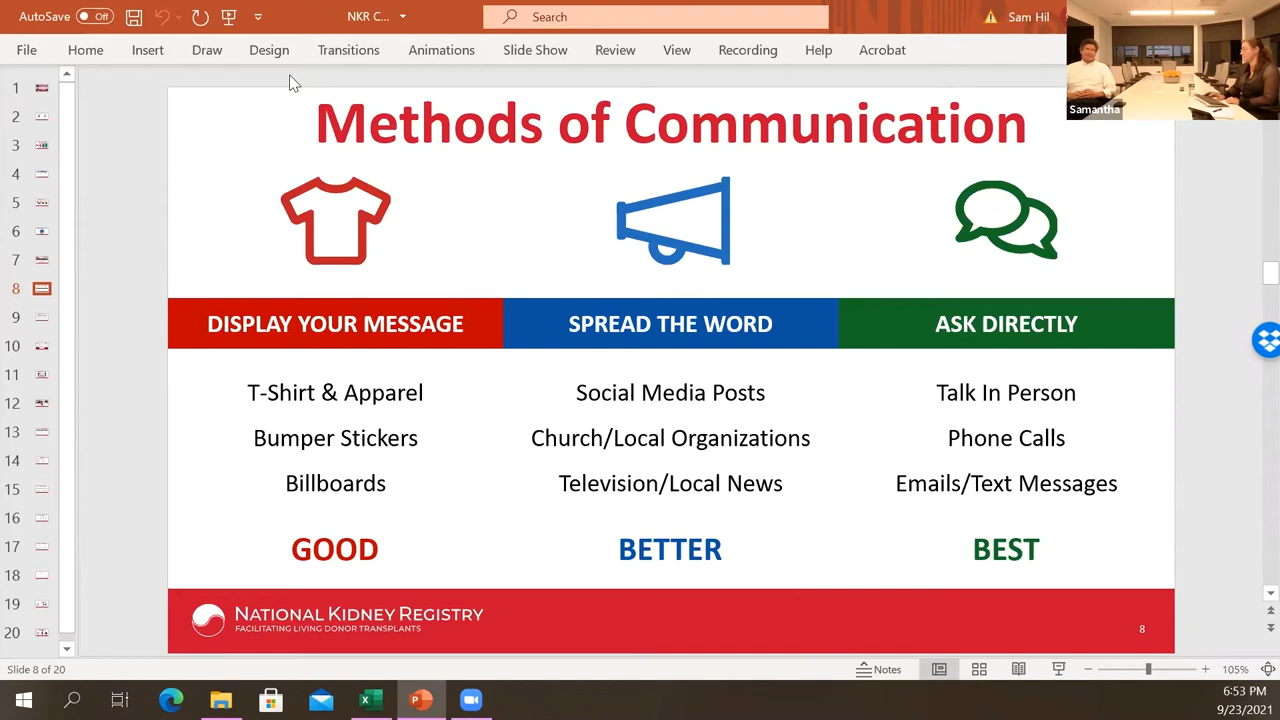 AutoSave Off NKR C... Search Sam Hil
File Home Insert Draw Design Transitions Animations Slide Show Review View Recording Help Acrobat
Samantha
1
2
3
4
5
6
7
8
9
10
11
12
13
14
15
16
17
18
19
20
Methods of Communication
DISPLAY YOUR MESSAGE SPREAD THE WORD ASK DIRECTLY
T-Shirt & Apparel Social Media Posts Talk In Person
Bumper Stickers Church/Local Organizations Phone Calls
Billboards Television/Local News Emails/Text Messages
GOOD BETTER BEST
NATIONAL KIDNEY REGISTRY
FACILITATING LIVING DONOR TRANSPLANTS
8
Slide 8 of 20 Notes 105%
6:53 PM
9/23/2021